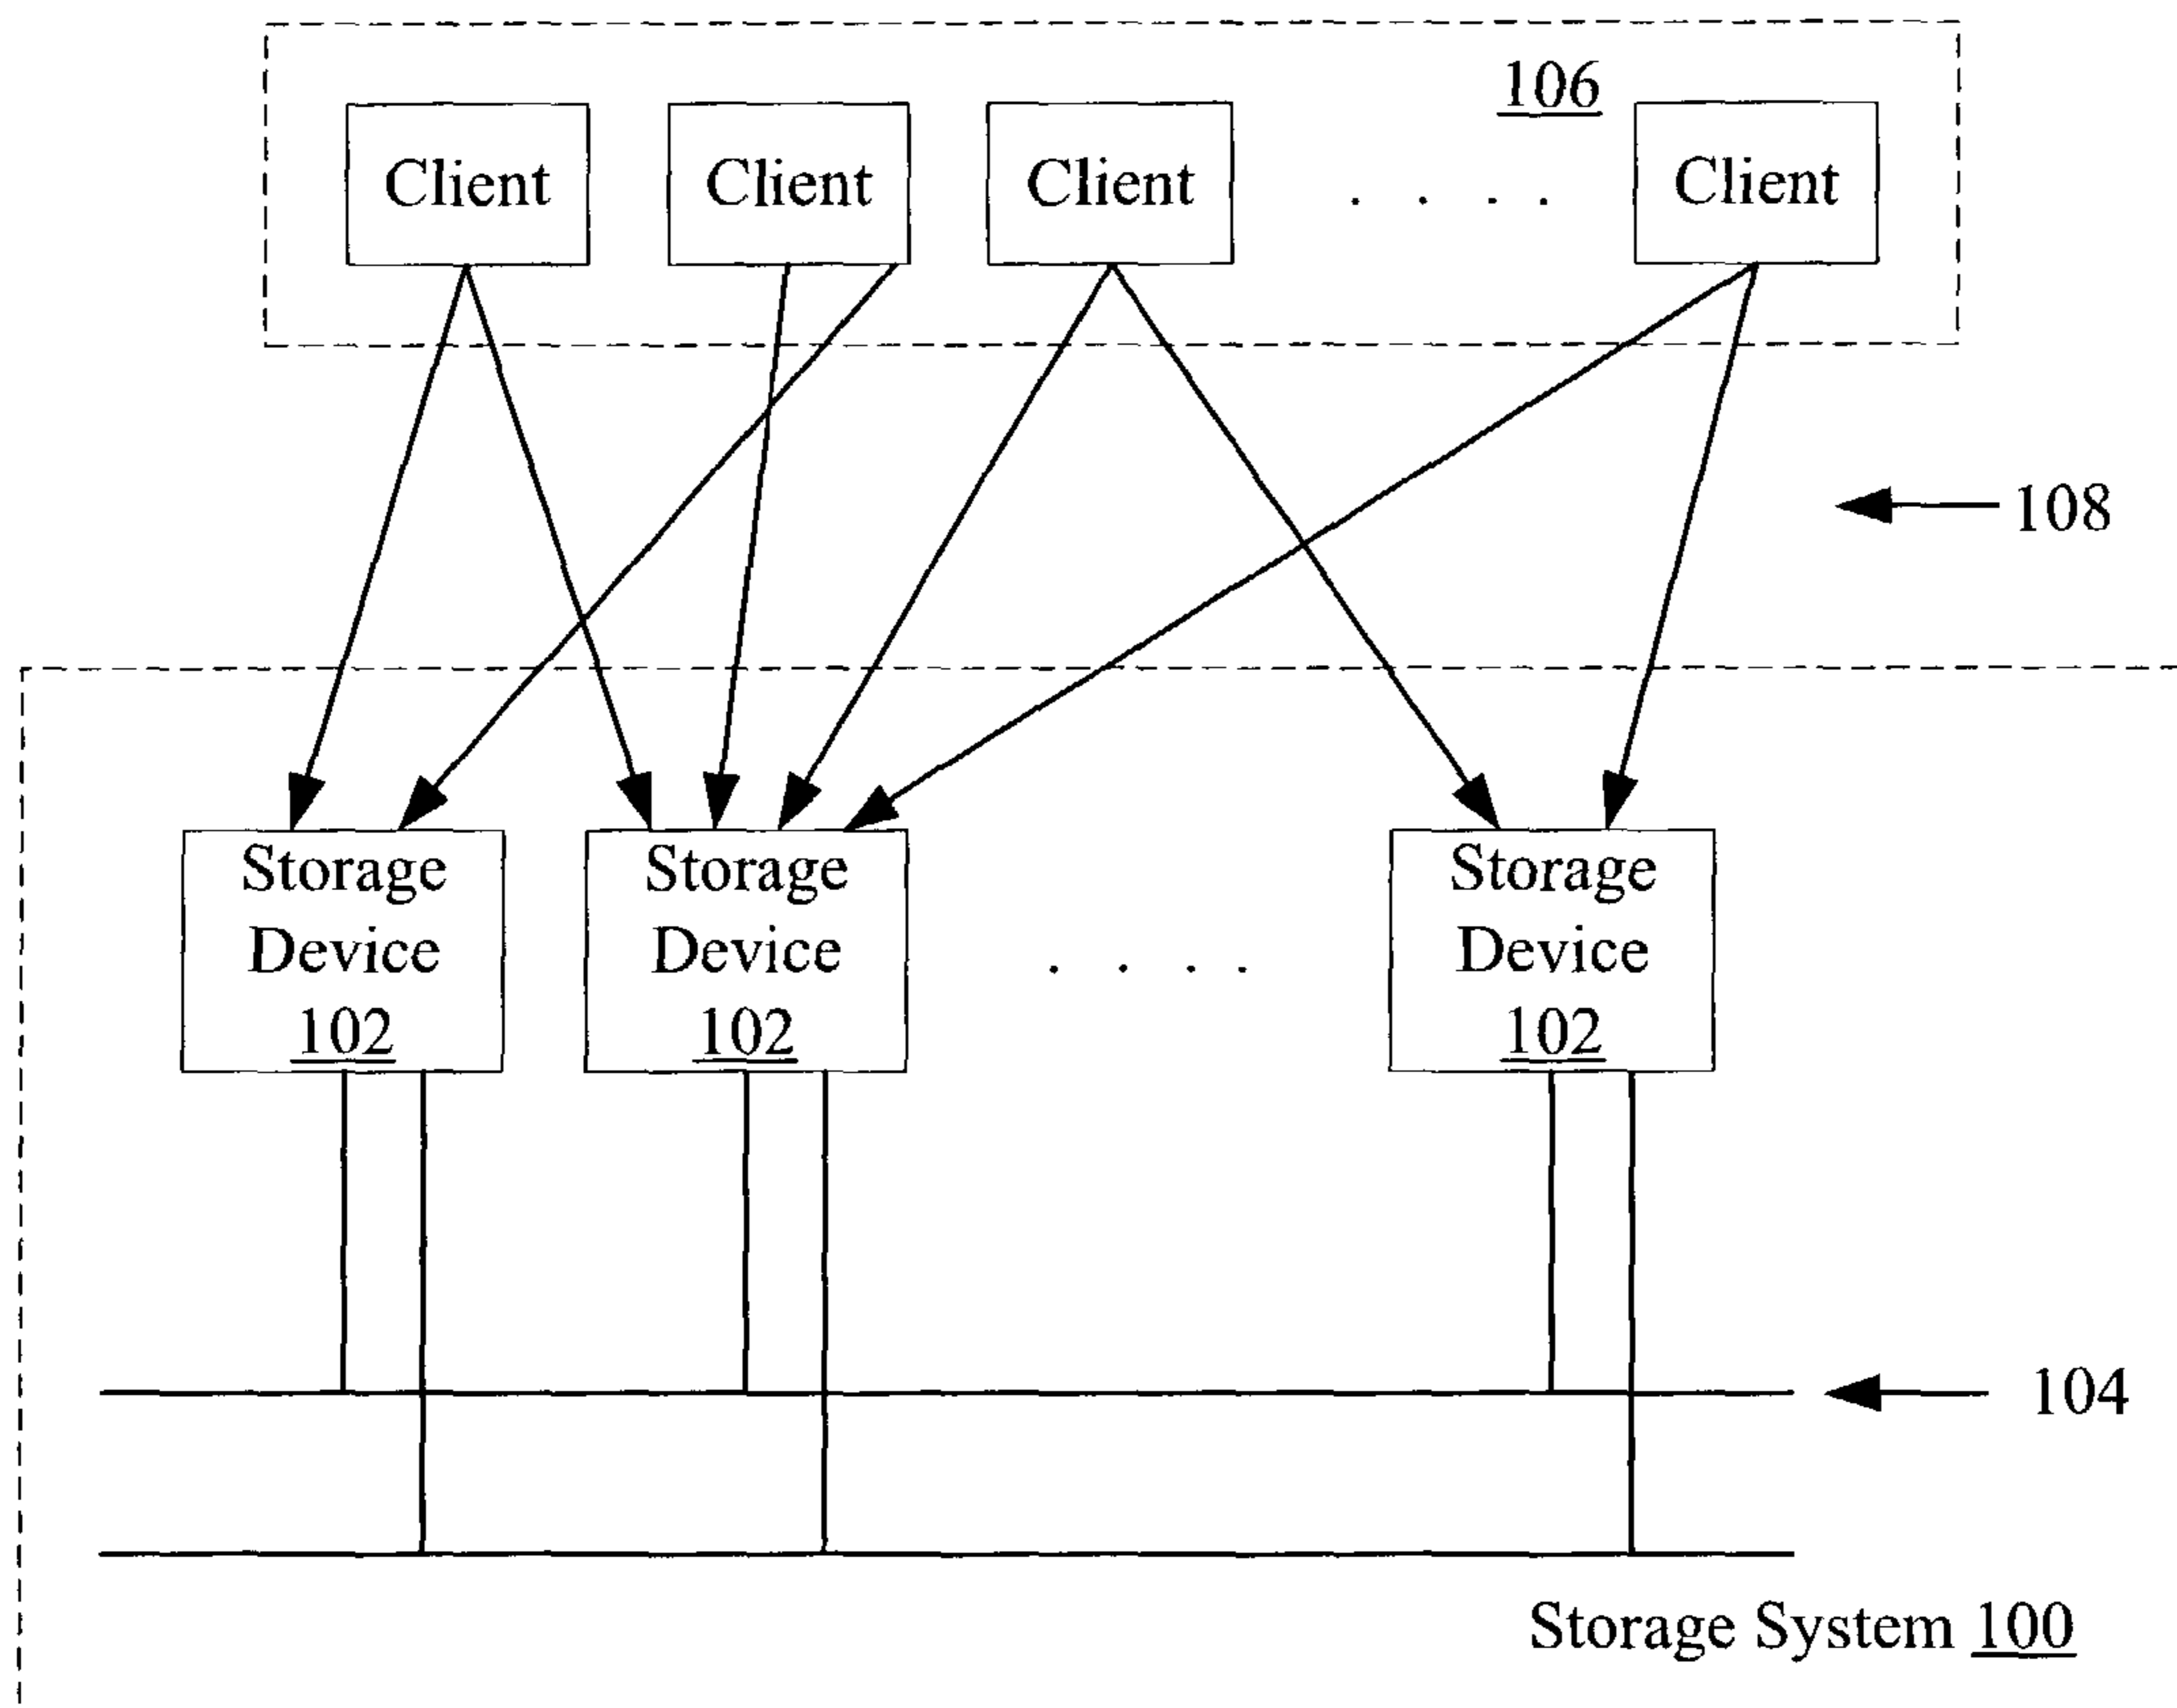 106
Client Client Client . . . . Client
108
Storage Storage Storage
Device Device . . . . Device
102 102 102
104
Storage System 100